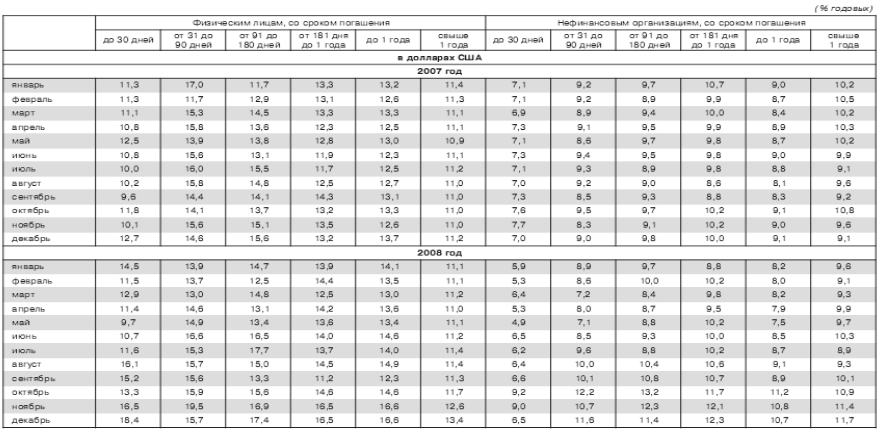 (% годовых)
Физическим лицам, со сроком погашения Нефинансовым организациям, со сроком погашения
до 30 дней от 31 до 90 дней от 91 до 180 дней от 181 дня до 1 года до 1 года свыше 1 года до 30 дней от 31 до 90 дней от 91 до 180 дней от 181 дня до 1 года до 1 года свыше 1 года
в долларах США
2007 год
январь 11,3 17,0 11,7 13,3 13,2 11,4 7,1 9,2 9,7 10,7 9,0 10,2
февраль 11,3 11,7 12,9 13,1 12,6 11,3 7,1 9,2 8,9 9,9 8,7 10,5
март 11,1 15,3 14,5 13,3 13,3 11,1 6,9 8,9 9,4 10,0 8,4 10,2
апрель 10,8 15,8 13,6 12,3 12,5 11,1 7,3 9,1 9,5 9,9 8,9 10,3
май 12,5 13,9 13,8 12,8 13,0 10,9 7,1 8,6 9,7 9,8 8,7 10,2
июнь 10,8 15,6 13,1 11,9 12,3 11,1 7,3 9,4 9,5 9,8 9,0 9,9
июль 10,0 16,0 15,5 11,7 12,5 11,2 7,1 9,3 8,9 9,8 8,8 9,1
август 10,2 15,8 14,8 12,5 12,7 11,0 7,0 9,2 9,0 8,6 8,1 9,6
сентябрь 9,6 14,4 14,1 14,3 13,1 11,0 7,3 8,5 9,3 8,8 8,3 9,2
октябрь 11,8 14,1 13,7 13,2 13,3 11,0 7,6 9,5 9,7 10,2 9,1 10,8
ноябрь 10,1 15,6 15,1 13,5 12,6 11,0 7,7 8,3 9,1 10,2 9,0 9,6
декабрь 12,7 14,6 15,6 13,2 13,7 11,2 7,0 9,0 9,8 10,0 9,1 9,1
2008 год
январь 14,5 13,9 14,7 13,9 14,1 11,1 5,9 8,9 9,7 8,8 8,2 9,6
февраль 11,5 13,7 12,5 14,4 13,5 11,1 5,3 8,6 10,0 10,2 8,0 9,1
март 12,9 13,0 14,8 12,5 13,0 11,2 6,4 7,2 8,4 9,8 8,2 9,3
апрель 11,4 14,6 13,1 14,2 13,6 11,0 5,3 8,0 8,7 9,5 7,9 9,9
май 9,7 14,9 13,4 13,6 13,4 11,1 4,9 7,1 8,8 10,2 7,5 9,7
июнь 10,7 16,6 16,5 14,0 14,6 11,2 6,5 8,5 9,3 10,0 8,5 10,3
июль 11,6 15,3 17,7 13,7 14,0 11,4 6,2 9,6 8,8 10,2 8,7 8,9
август 16,1 15,7 15,0 14,5 14,9 11,4 6,4 10,0 10,4 10,6 9,1 9,3
сентябрь 15,2 15,6 13,3 11,2 12,3 11,3 6,6 10,1 10,8 10,7 8,9 10,1
октябрь 13,3 15,9 15,6 14,6 14,6 11,7 9,2 12,2 13,2 11,7 11,2 10,9
ноябрь 16,5 19,5 16,9 16,5 16,6 12,6 9,0 10,7 12,3 12,1 10,8 11,4
декабрь 18,4 15,7 17,4 16,5 16,6 13,4 6,5 11,6 11,4 12,3 10,7 11,7